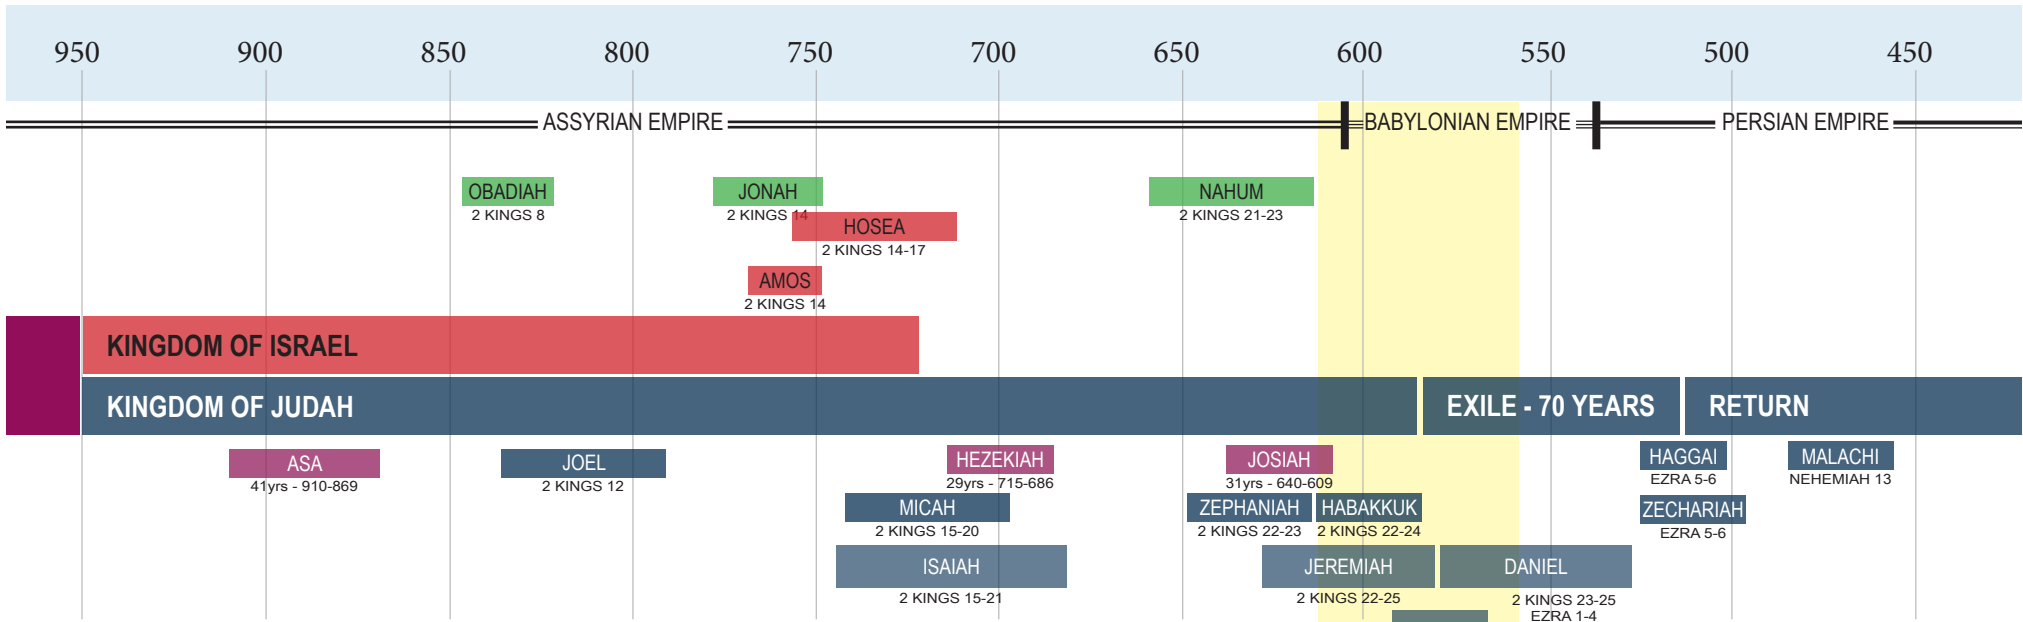 950 900 850 800 750 700 650 600 550 500 450
ASSYRIAN EMPIRE BABYLONIAN EMPIRE PERSIAN EMPIRE
OBADIAH JONAH NAHUM
2 KINGS 8 2 KINGS 14 2 KINGS 21-23
HOSEA
2 KINGS 14-17
AMOS
2 KINGS 14
KINGDOM OF ISRAEL
KINGDOM OF JUDAH EXILE - 70 YEARS RETURN
ASA JOEL HEZEKIAH JOSIAH HAGGAI MALACHI
41yrs - 910-869 2 KINGS 12 29yrs - 715-686 31yrs - 640-609 EZRA 5-6 NEHEMIAH 13
MICAH ZEPHANIAH HABAKKUK ZECHARIAH
2 KINGS 15-20 2 KINGS 22-23 2 KINGS 22-24 EZRA 5-6
ISAIAH JEREMIAH DANIEL
2 KINGS 15-21 2 KINGS 22-25 2 KINGS 23-25
EZRA 1-4